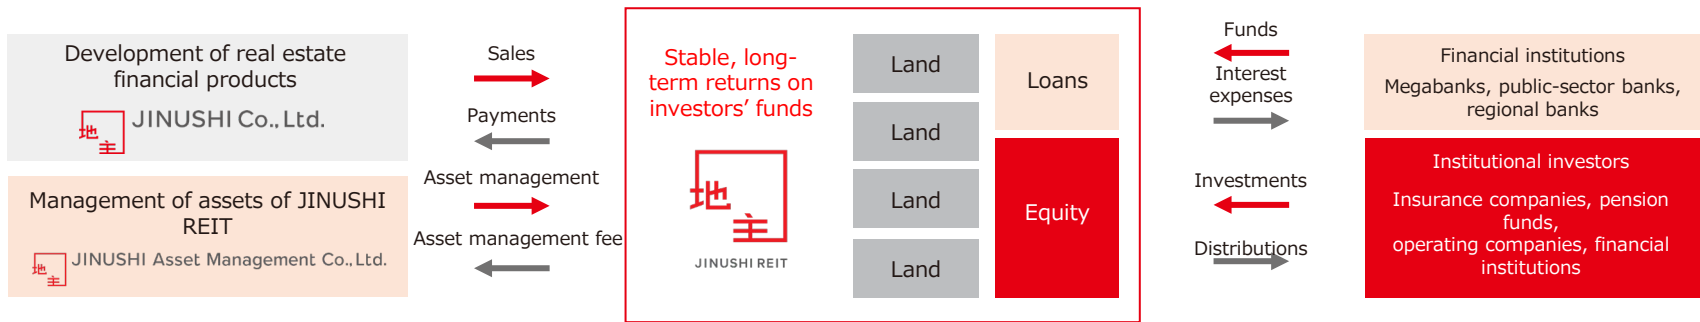 Development of real estate
financial products
地主
JINUSHI Co., Ltd.
Management of assets of JINUSHI
REIT
地主
JINUSHI Asset Management Co., Ltd.
Sales
Payments
Asset management
Asset management fee
Stable, long-
term returns on
investors’ funds
地主
JINUSHI REIT
Land
Land
Land
Land
Loans
Equity
Funds
Interest
expenses
Investments
Distributions
Financial institutions
Megabanks, public-sector banks,
regional banks
Institutional investors
Insurance companies, pension
funds,
operating companies, financial
institutions